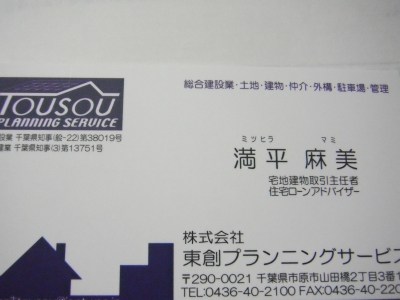 TOUSOU
PLANNING SERVICE
設業 千葉県知事(般-22)第38019号
業 千葉県知事(3)第13751号
総合建設業・土地・建物・仲介・外構・駐車場・管理
ミツヒラ マミ
満平 麻美
宅地建物取引主任者
住宅ローンアドバイザー
株式会社
東創プランニングサービス
〒290-0021 千葉県市原市山田橋2丁目3番1
TEL:0436-40-2100 FAX:0436-40-220